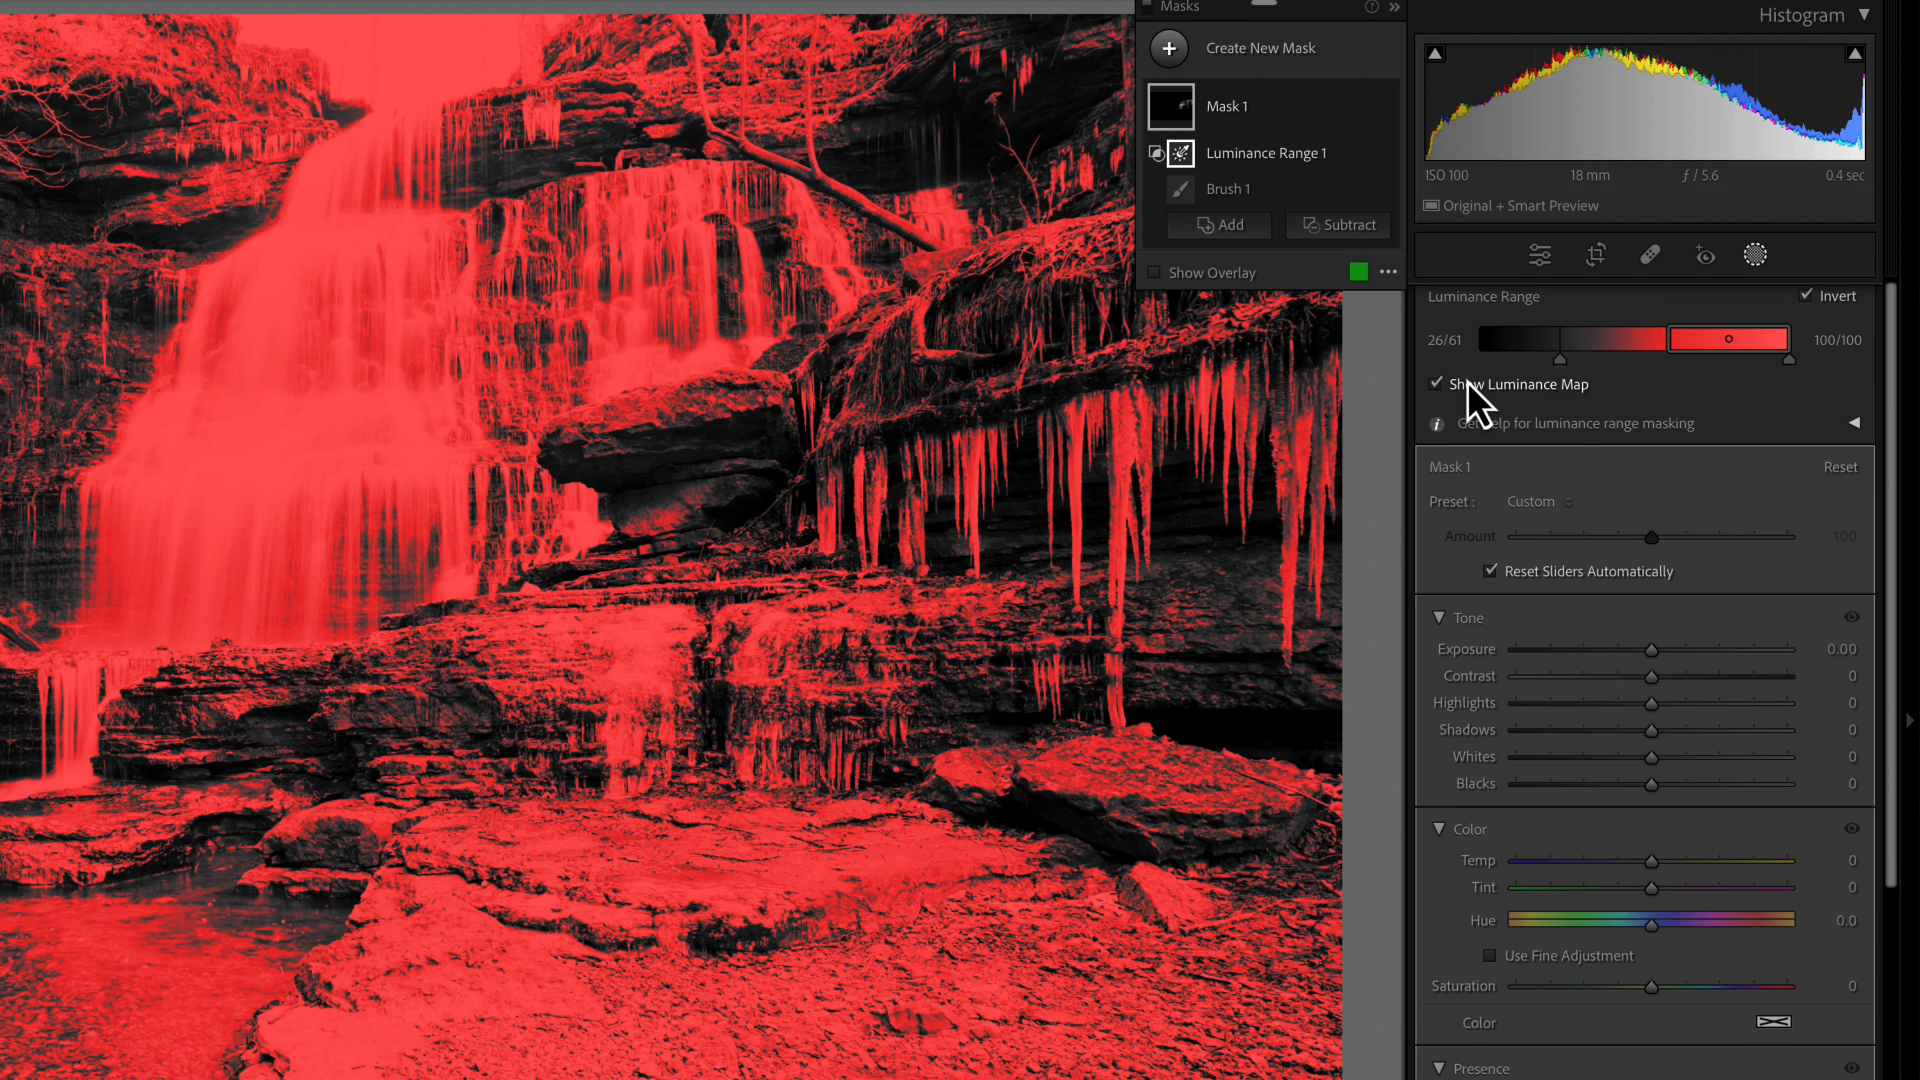 Masks
Histogram
Create New Mask
Mask 1
Luminance Range 1
Brush 1
Add
Subtract
Show Overlay
ISO 100
18 mm
ƒ / 5.6
0.4 sec
Original + Smart Preview
Luminance Range
Invert
26/61
100/100
Show Luminance Map
Get help for luminance range masking
Mask 1
Reset
Preset :
Custom
Amount
100
Reset Sliders Automatically
Tone
Exposure
0.00
Contrast
0
Highlights
0
Shadows
0
Whites
0
Blacks
0
Color
Temp
0
Tint
0
Hue
0.0
Use Fine Adjustment
Saturation
0
Color
Presence